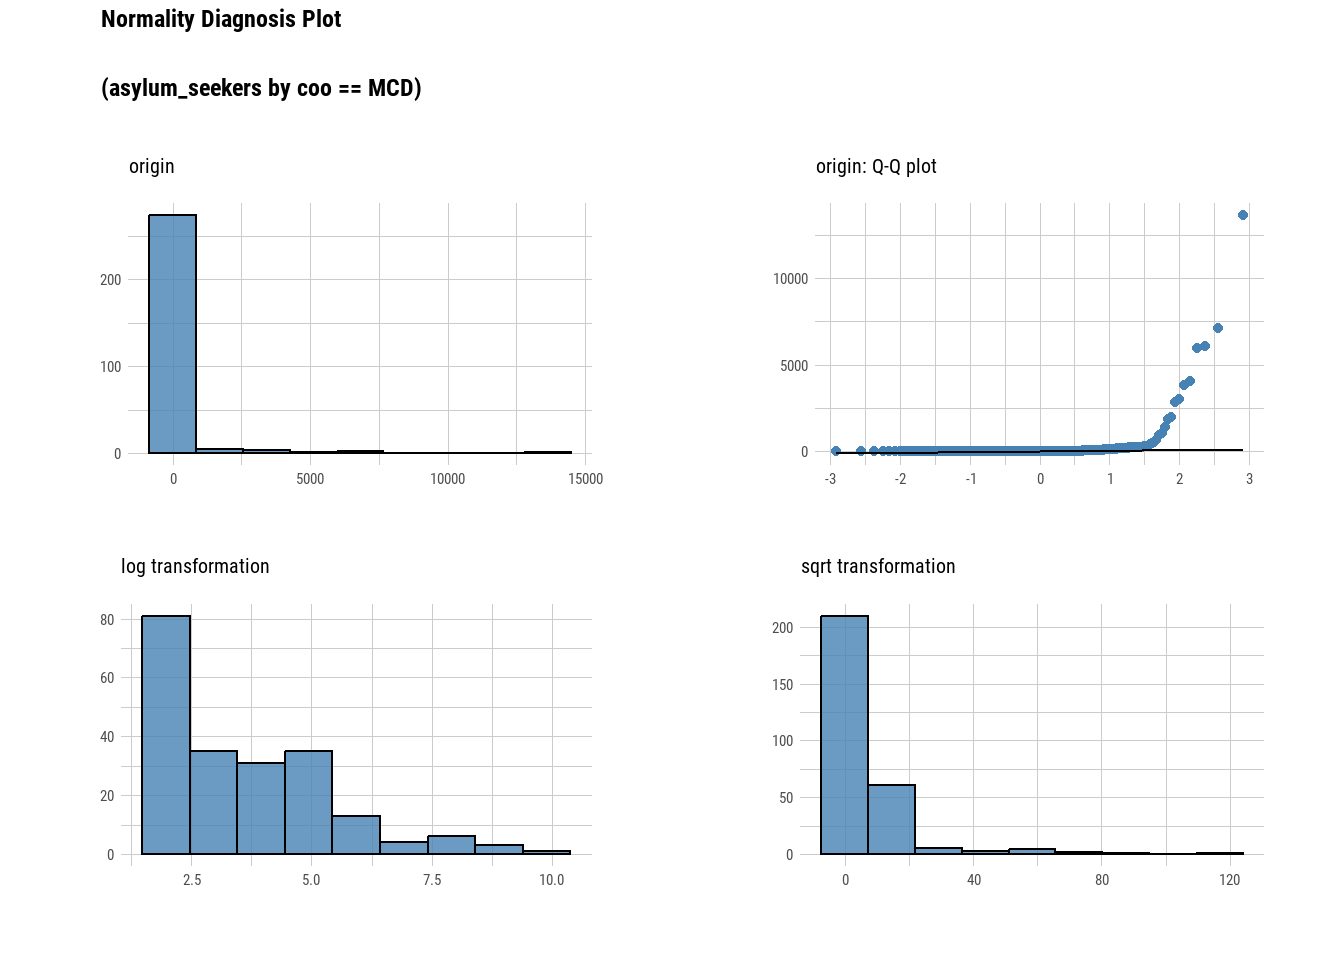 Normality Diagnosis Plot
(asylum_seekers by coo == MCD)
origin
200
100
0
0 5000 10000 15000
origin: Q-Q plot
10000
5000
0
-3 -2 -1 0 1 2 3
log transformation
80
60
40
20
0
2.5 5.0 7.5 10.0
sqrt transformation
200
150
100
50
0
0 40 80 120